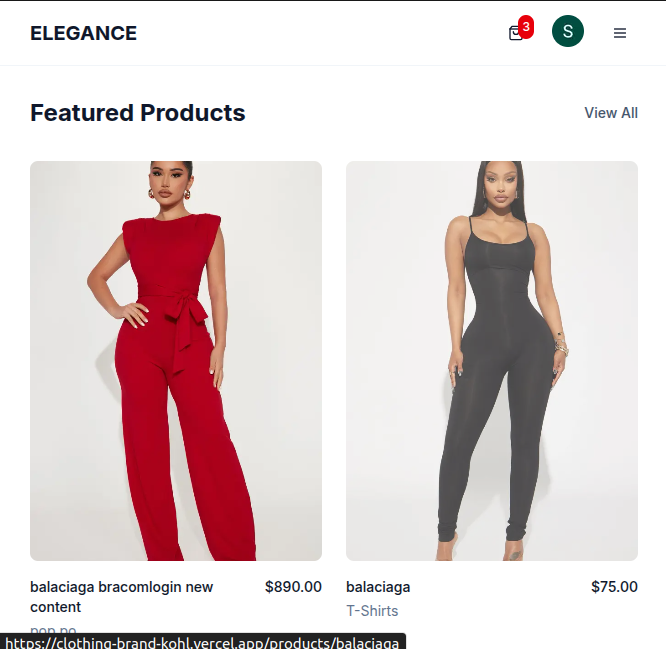 ELEGANCE
3
S
Featured Products
View All
balaciaga bracomlogin new
content
$890.00
balaciaga
$75.00
T-Shirts
pop po
https://clothing-brand-kohl.vercel.app/products/balaciaga